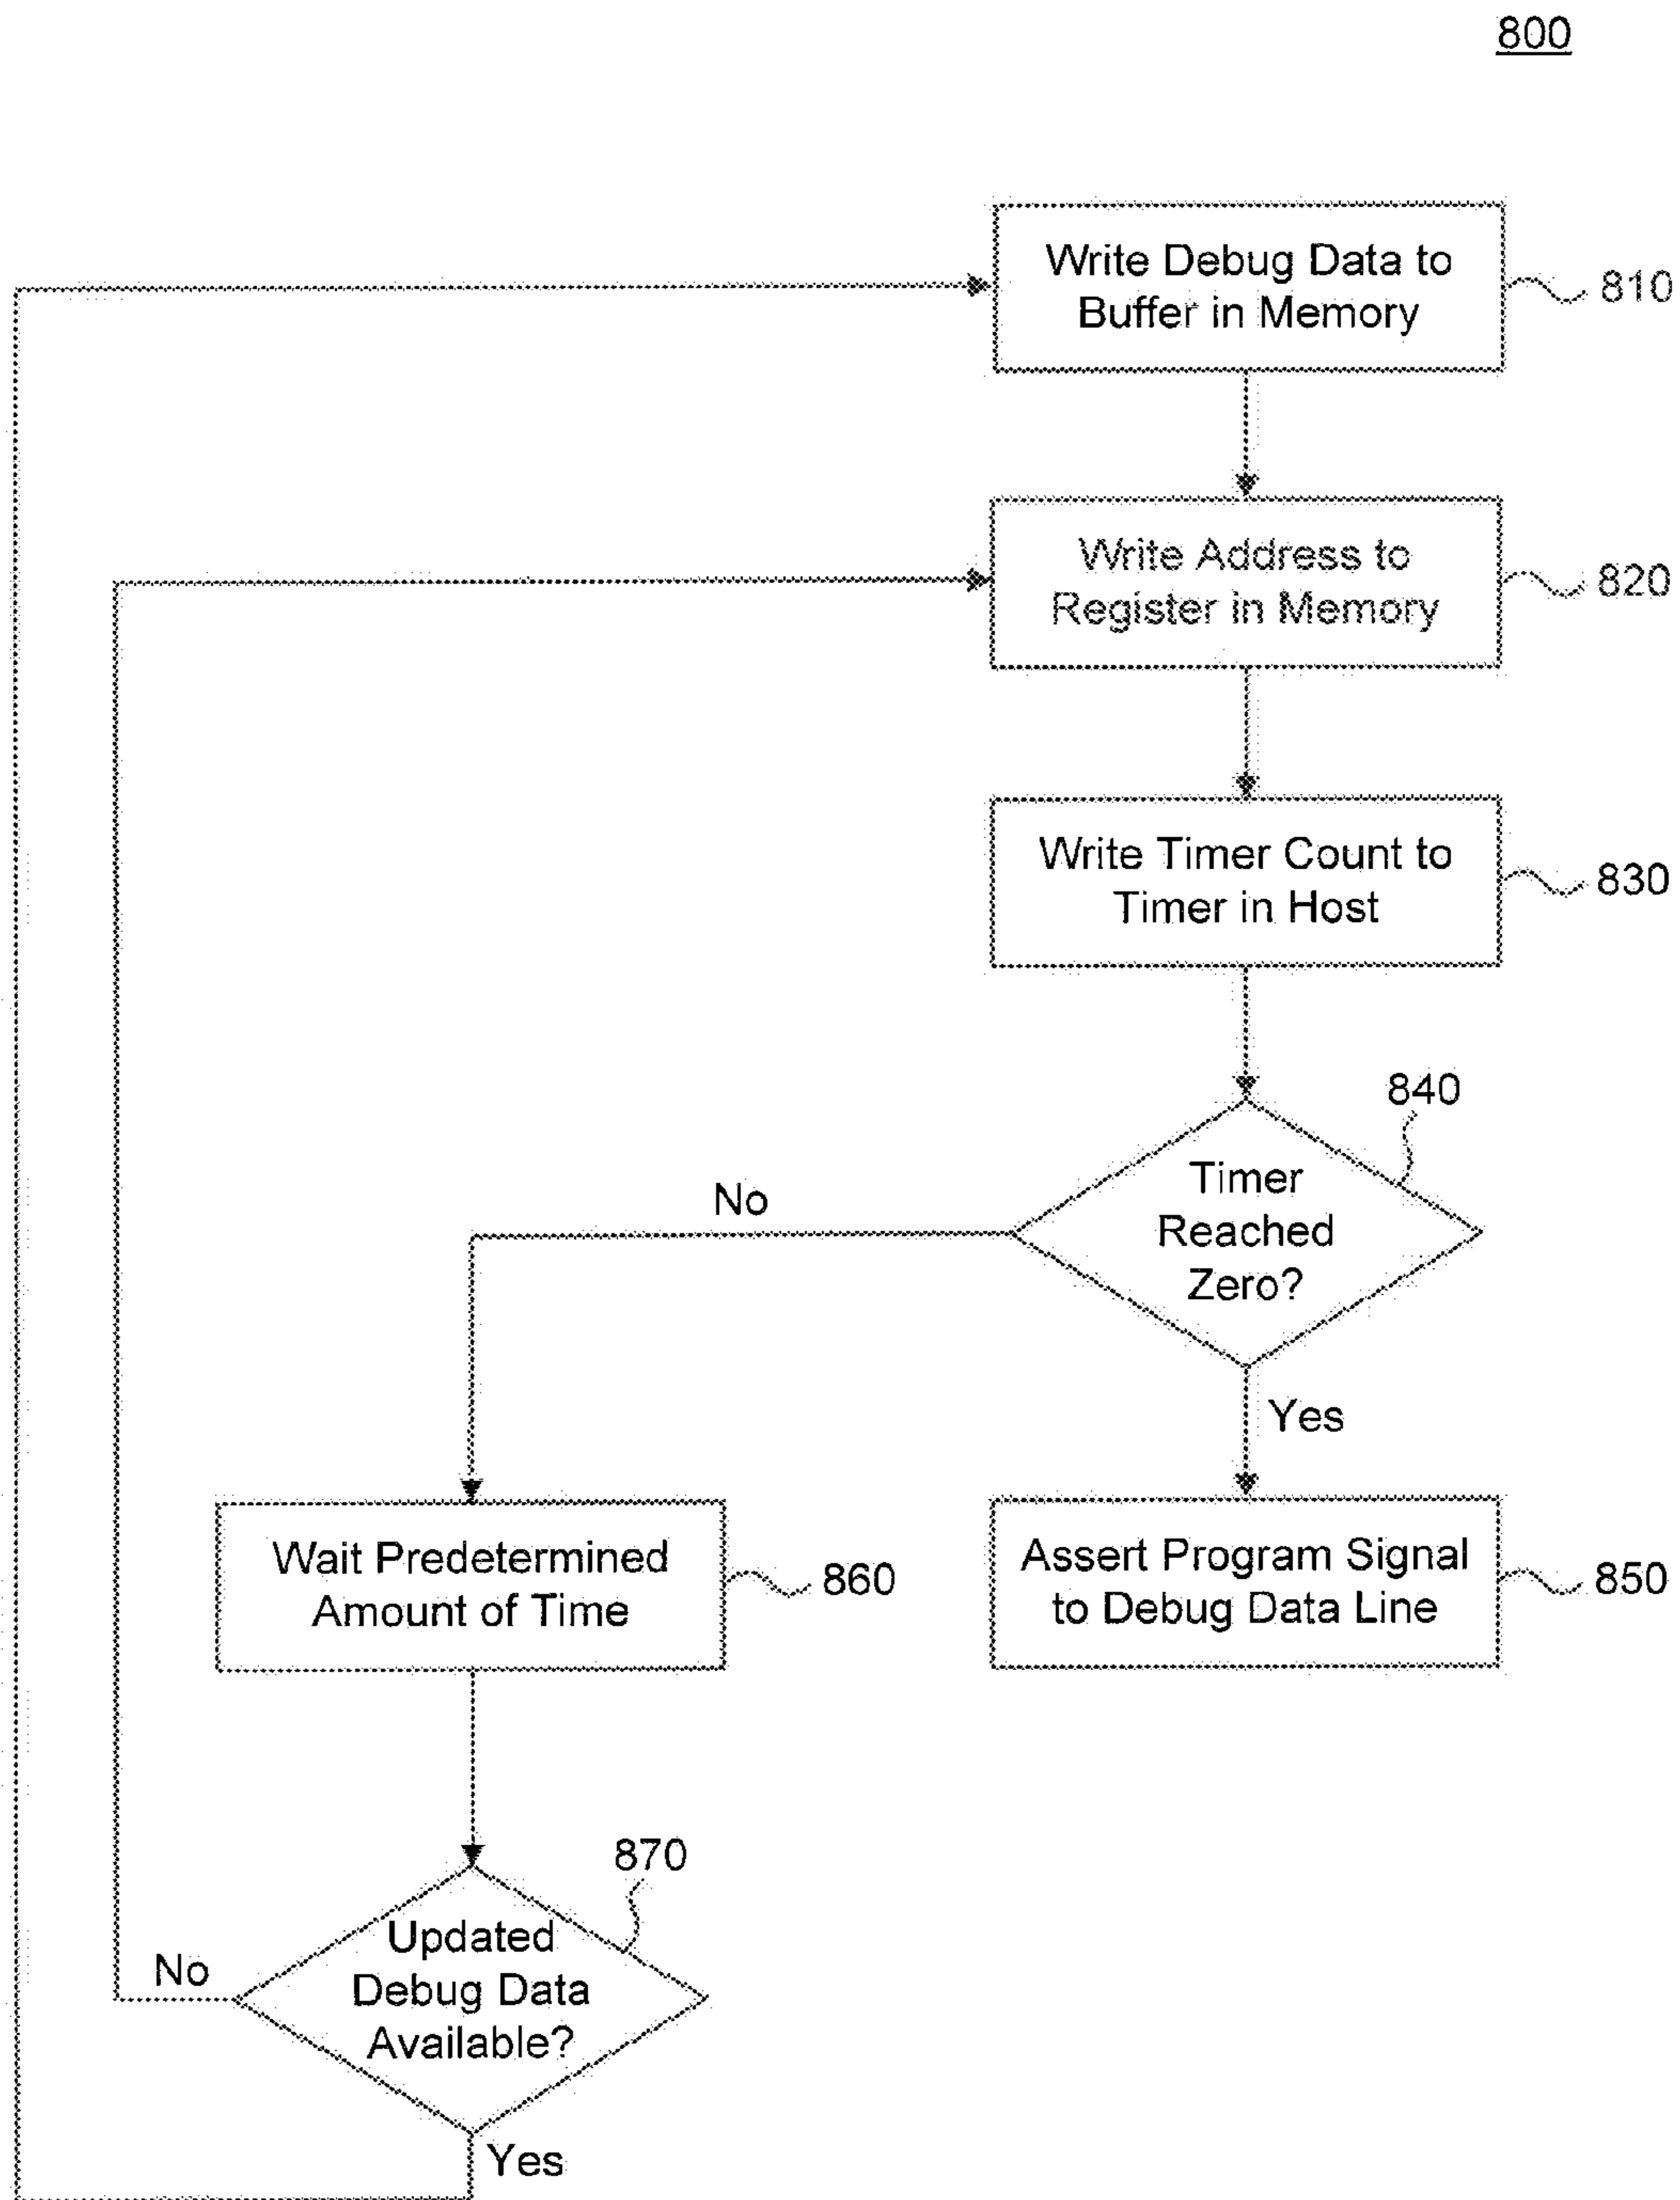 800
Write Debug Data to
Buffer in Memory
810
Write Address to
Register in Memory
820
Write Timer Count to
Timer in Host
830
840
Timer
Reached
Zero?
No
Yes
Wait Predetermined
Amount of Time
860
Assert Program Signal
to Debug Data Line
850
870
Updated
Debug Data
Available?
No
Yes